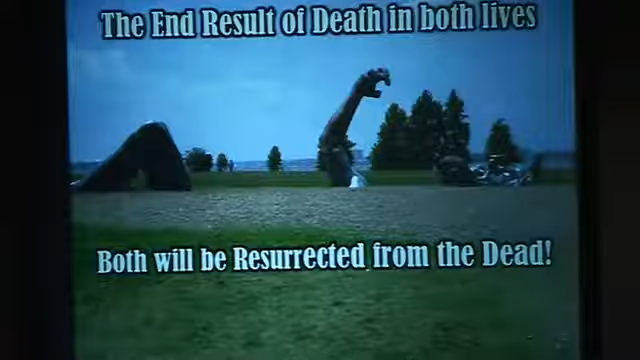 The End Result of Death in both lives
Both will be Resurrected from the Dead!